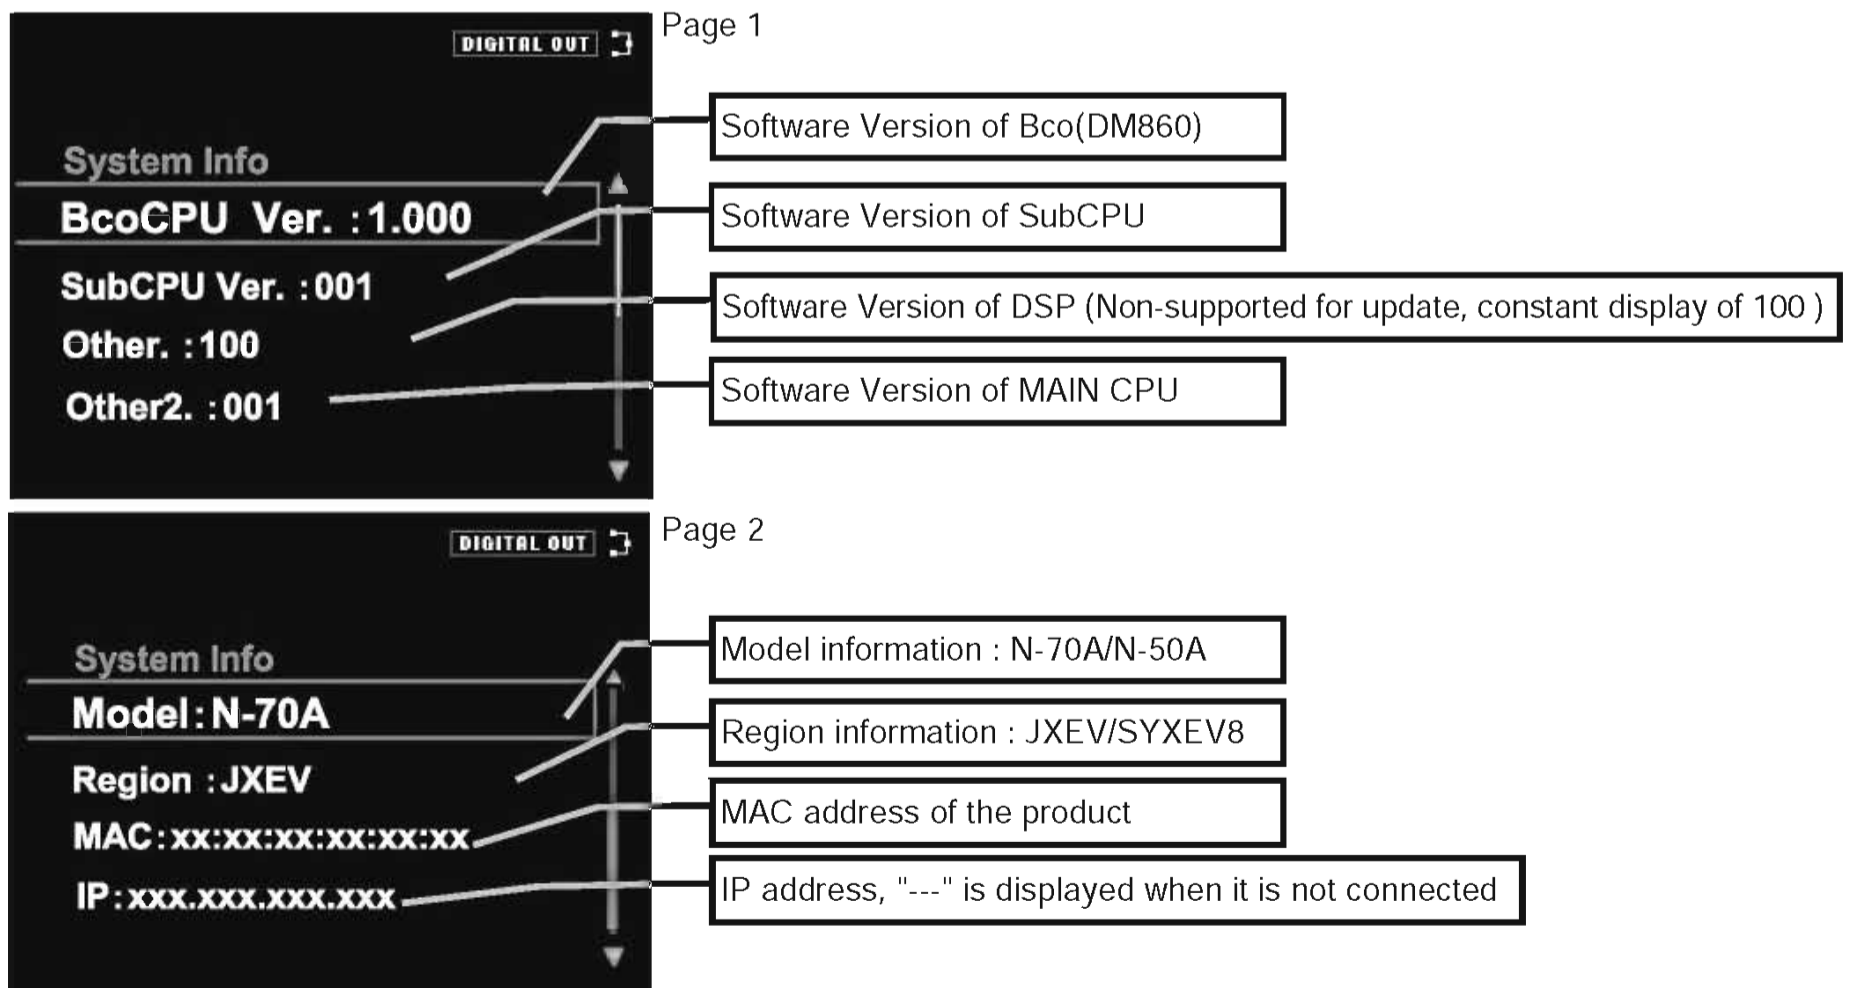 DIGITAL OUT
Page 1
Software Version of Bco(DM860)
System Info
BcoCPU Ver. :1.000
Software Version of SubCPU
SubCPU Ver. :001
Software Version of DSP (Non-supported for update, constant display of 100 )
Other. :100
Software Version of MAIN CPU
Other2. :001
DIGITAL OUT
Page 2
Model information : N-70A/N-50A
System Info
Model:N-70A
Region information : JXEV/SYXEV8
Region :JXEV
MAC address of the product
MAC:xx:xx:xx:xx:xx:xx
IP address, "---" is displayed when it is not connected
IP:xxx.xxx.xxx.xxx